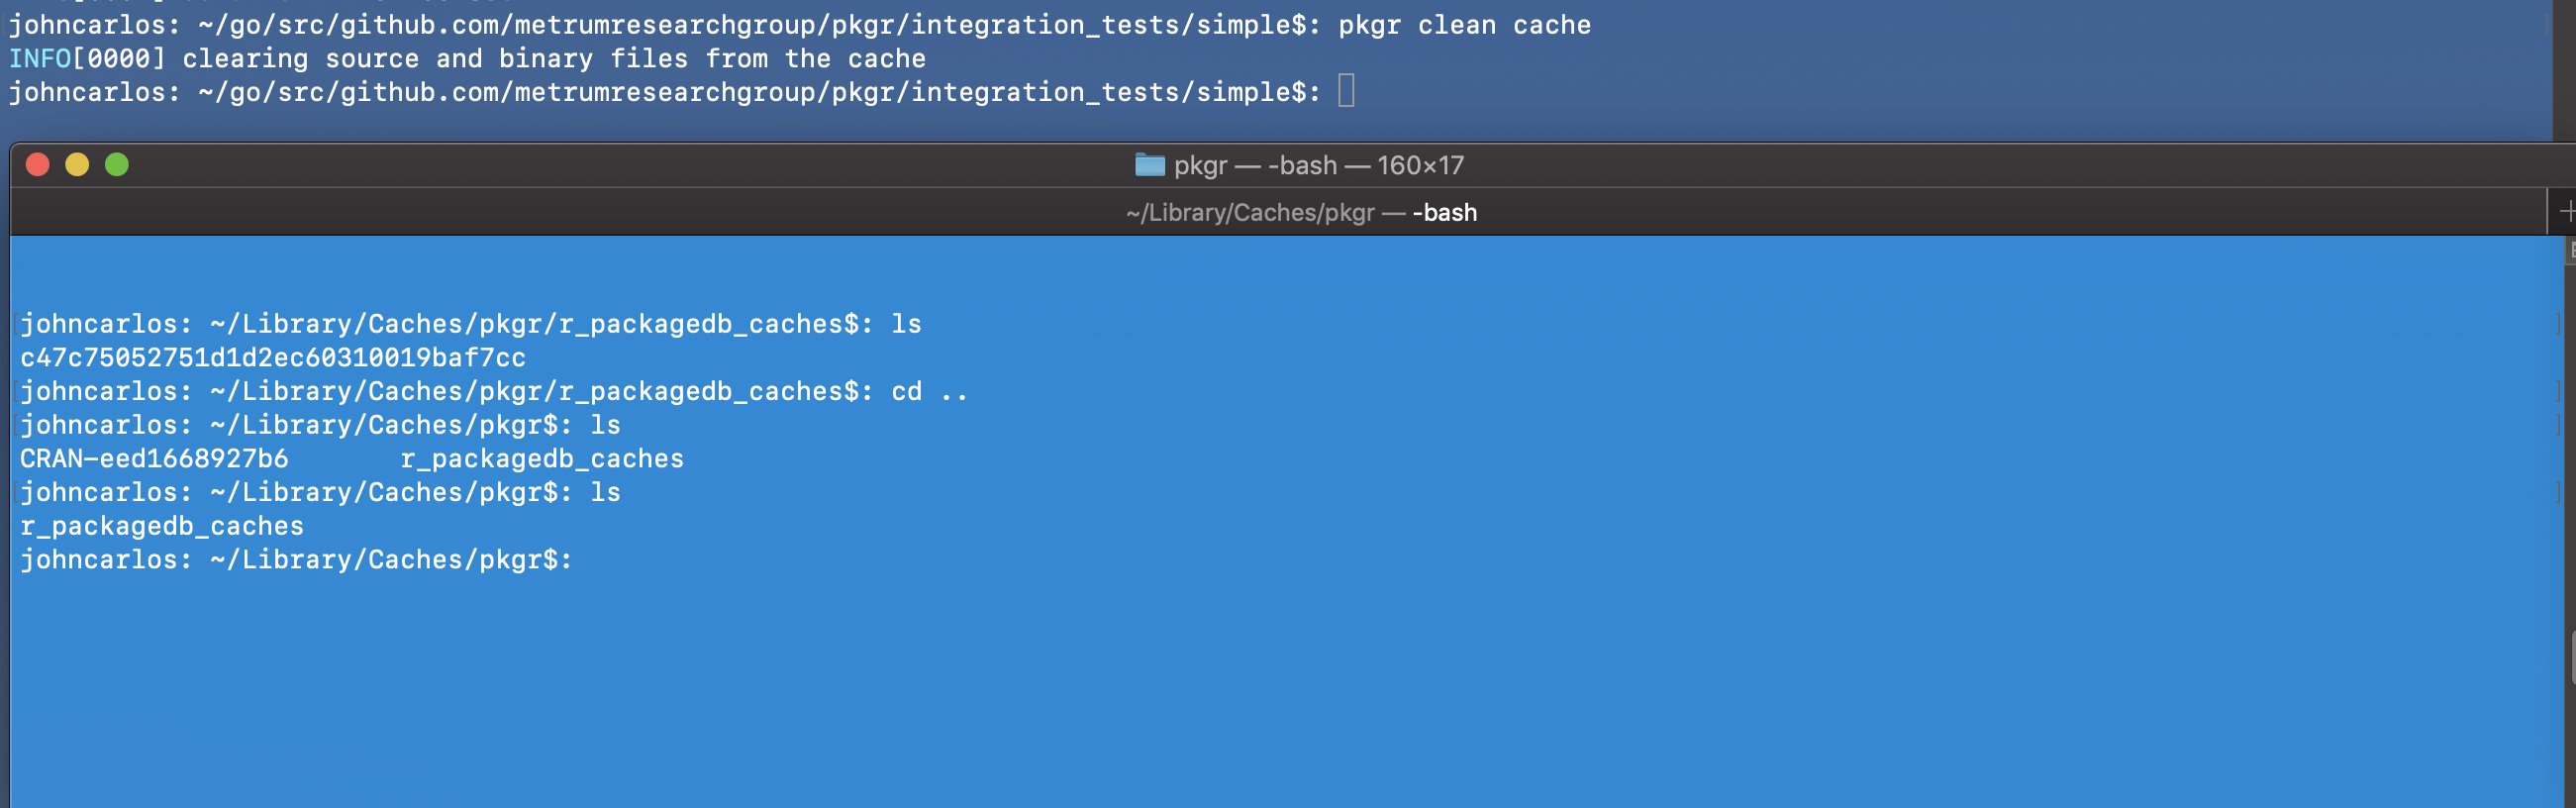 johncarlos: ~/go/src/github.com/metrumresearchgroup/pkgr/integration_tests/simple$: pkgr clean cache
INFO[0000] clearing source and binary files from the cache
johncarlos: ~/go/src/github.com/metrumresearchgroup/pkgr/integration_tests/simple$:
pkgr — -bash — 160×17
~/Library/Caches/pkgr — -bash
johncarlos: ~/Library/Caches/pkgr/r_packagedb_caches$: ls
c47c75052751d1d2ec60310019baf7cc
johncarlos: ~/Library/Caches/pkgr/r_packagedb_caches$: cd ..
johncarlos: ~/Library/Caches/pkgr$: ls
CRAN-eed1668927b6 r_packagedb_caches
johncarlos: ~/Library/Caches/pkgr$: ls
r_packagedb_caches
johncarlos: ~/Library/Caches/pkgr$: